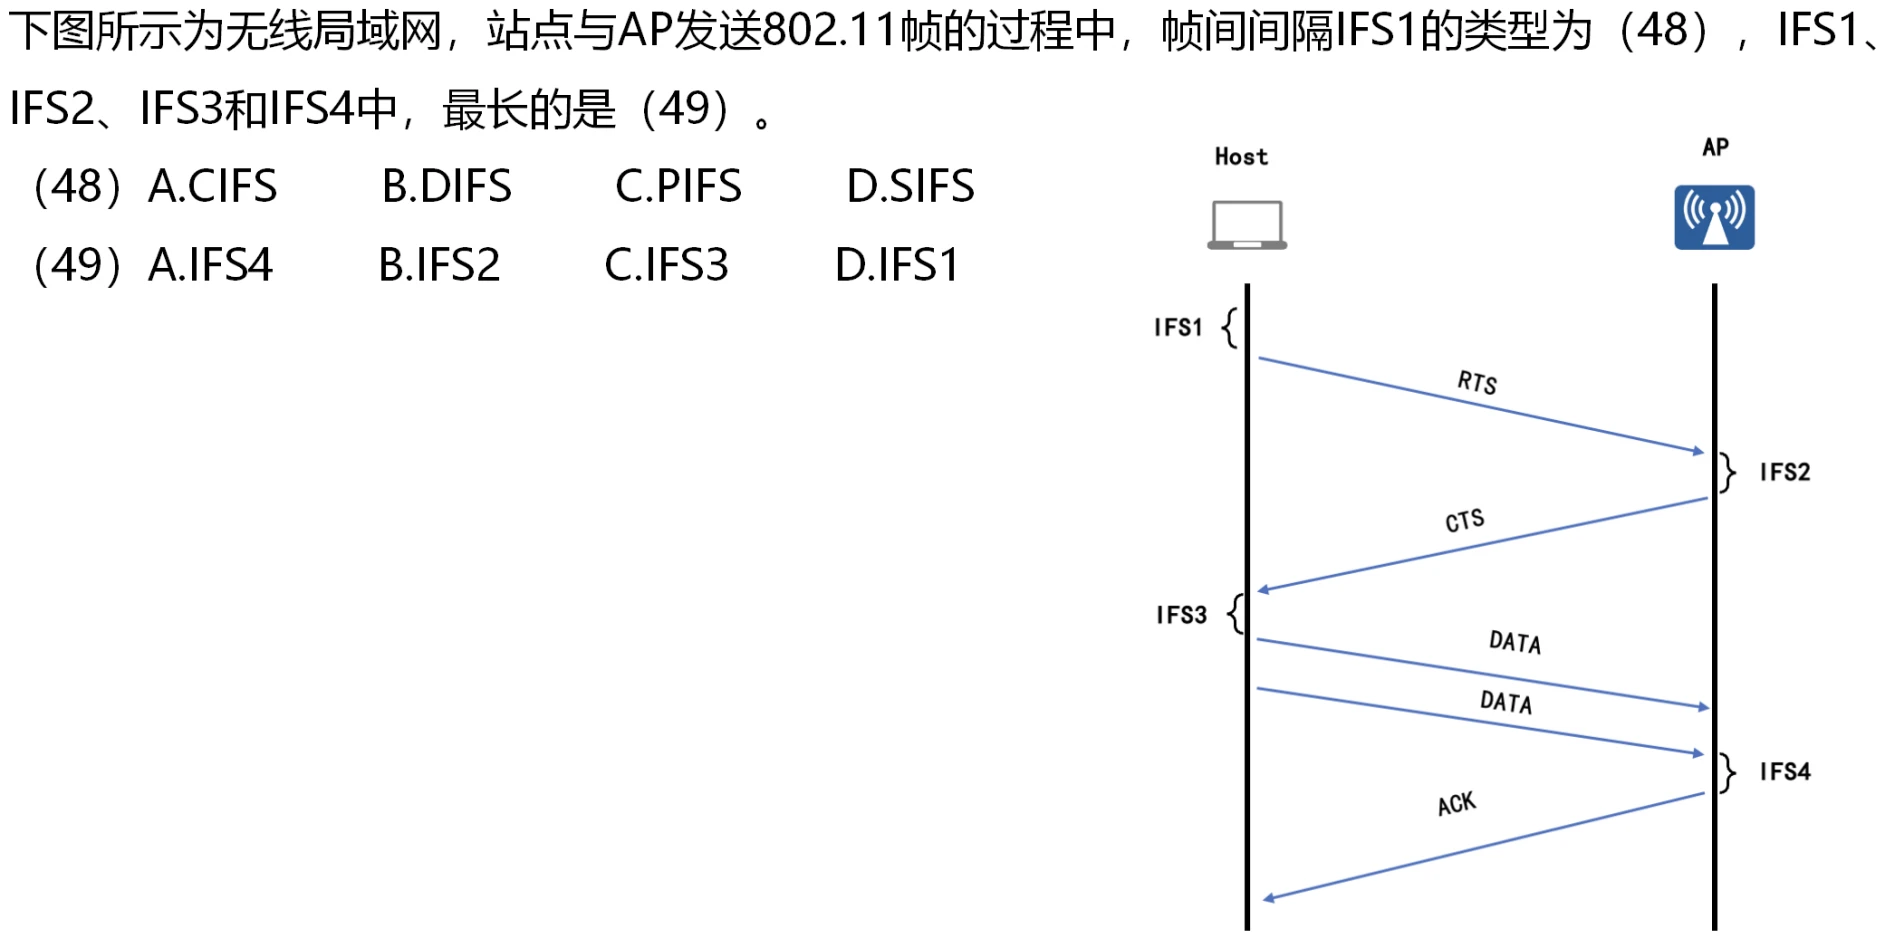 下图所示为无线局域网，站点与AP发送802.11帧的过程中，帧间间隔IFS1的类型为（48），IFS1、
IFS2、IFS3和IFS4中，最长的是（49）。
（48）A.CIFS B.DIFS C.PIFS D.SIFS
（49）A.IFS4 B.IFS2 C.IFS3 D.IFS1
Host
AP
IFS1
RTS
IFS2
CTS
IFS3
DATA
DATA
IFS4
ACK